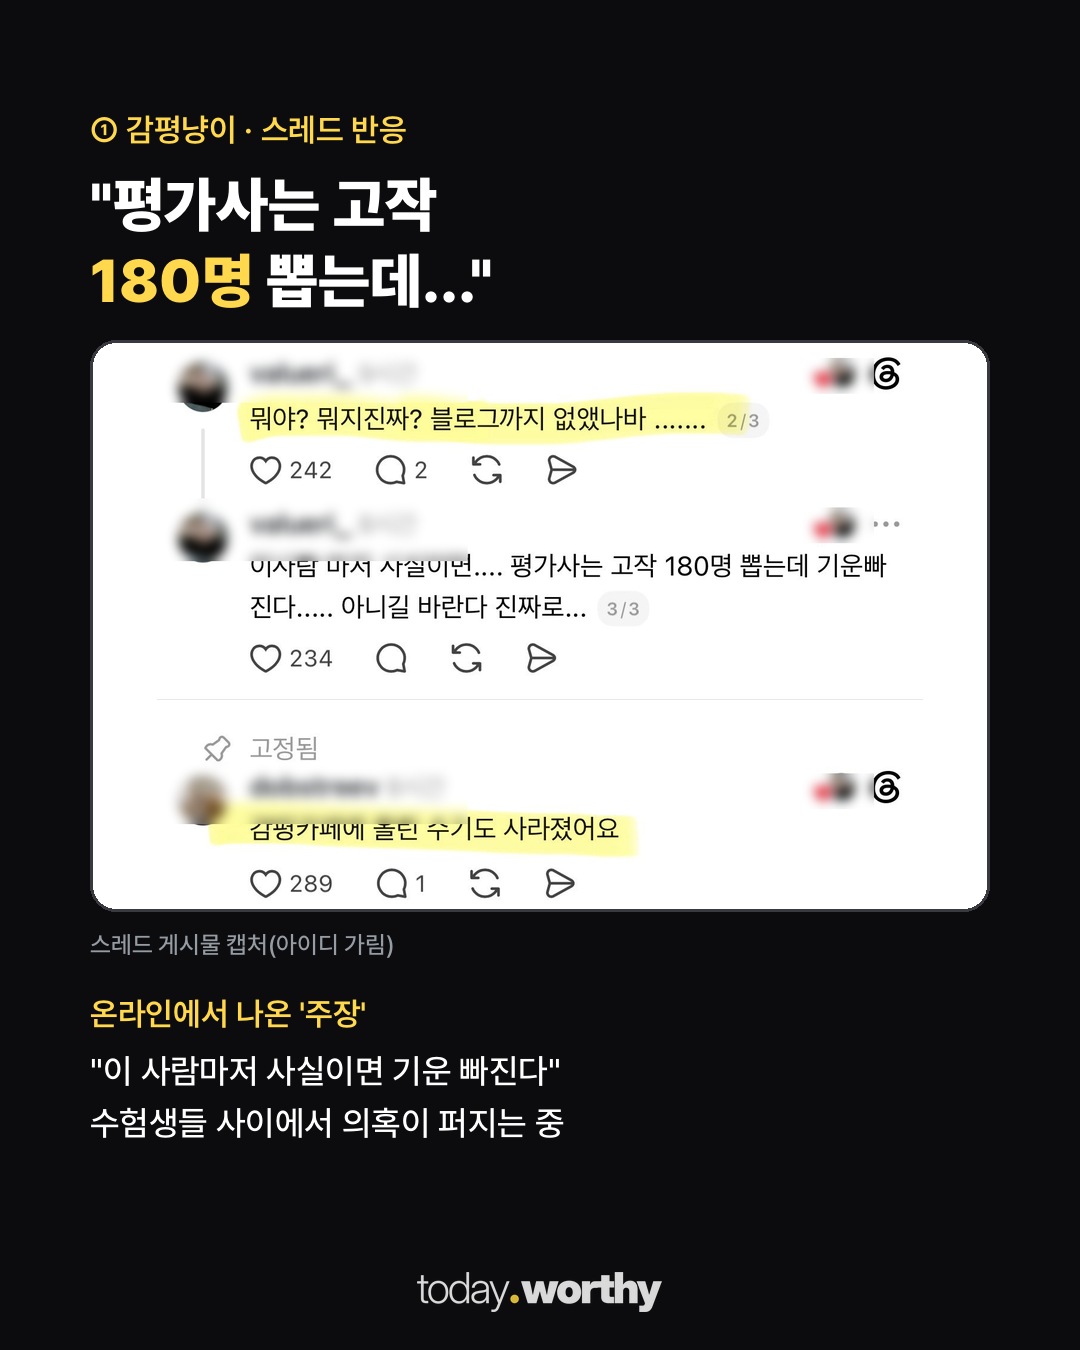 ① 감평냥이 · 스레드 반응
"평가사는 고작
180명 뽑는데..."
뭐야? 뭐지진짜? 블로그까지 없앴나바 ....... 2/3
242 2
이사람 마저 사실이면.... 평가사는 고작 180명 뽑는데 기운빠
진다..... 아니길 바란다 진짜로... 3/3
234
고정됨
감평카페에 올린 수기도 사라졌어요
289 1
스레드 게시물 캡처(아이디 가림)
온라인에서 나온 '주장'
"이 사람마저 사실이면 기운 빠진다"
수험생들 사이에서 의혹이 퍼지는 중
today.worthy